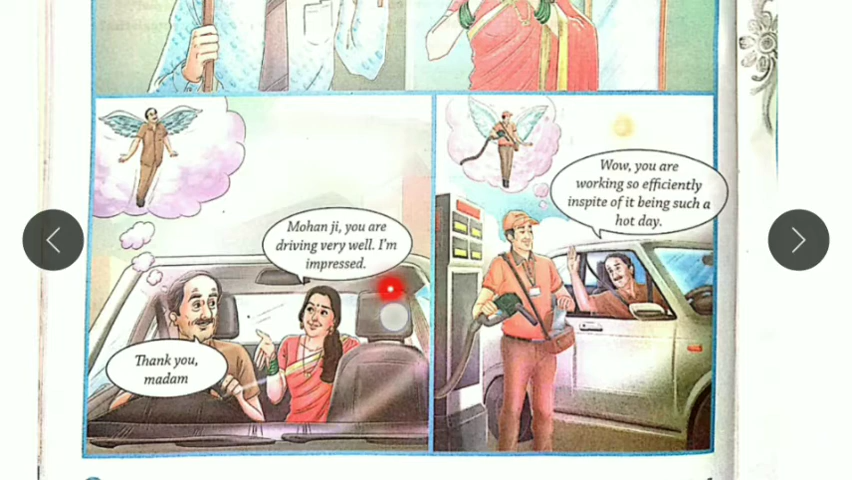 Mohan ji, you are
driving very well. I'm
impressed.
Thank you,
madam
Wow, you are
working so efficiently
inspite of it being such a
hot day.